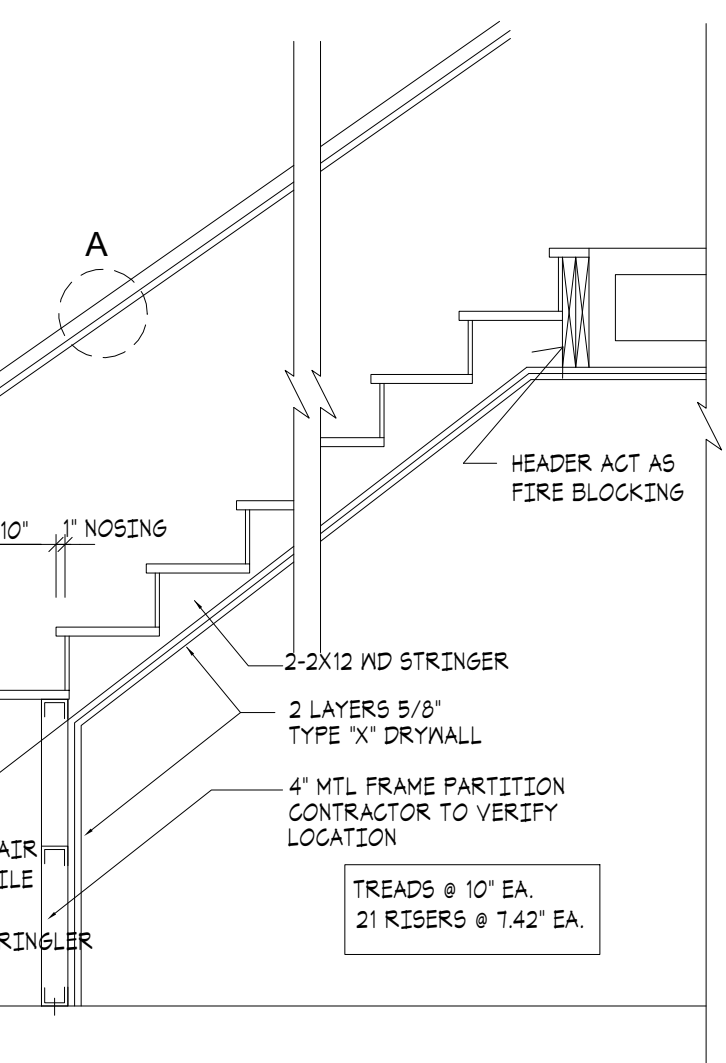 A
HEADER ACT AS
FIRE BLOCKING
10"
1" NOSING
2-2X12 WD STRINGER
2 LAYERS 5/8"
TYPE "X" DRYWALL
4" MTL FRAME PARTITION
CONTRACTOR TO VERIFY
LOCATION
AIR
ILE
RINGLER
TREADS @ 10" EA.
21 RISERS @ 7.42" EA.